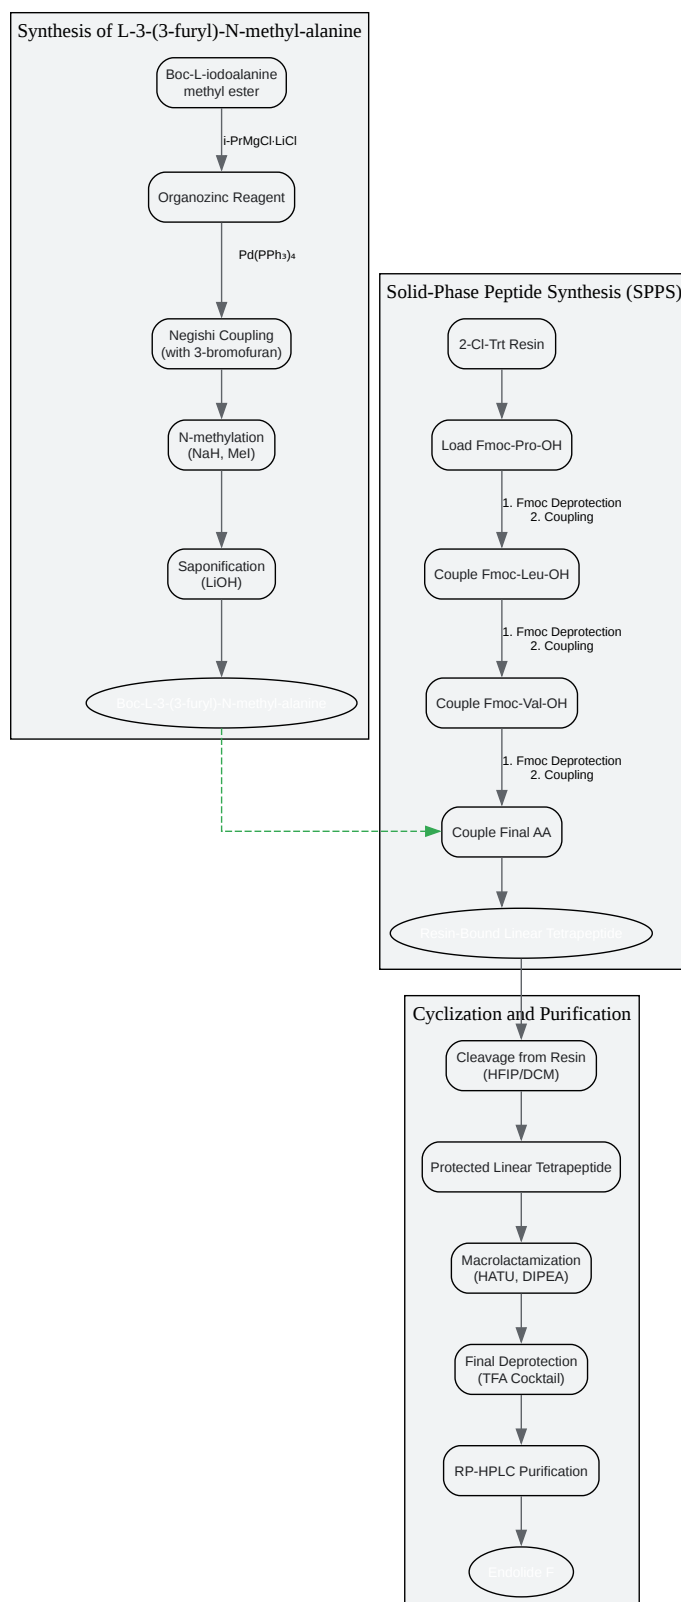 Synthesis of L-3-(3-furyl)-N-methyl-alanine
Boc-L-iodoalanine
methyl ester
i-PrMgCl·LiCl
Organozinc Reagent
Pd(PPh₃)₄
Negishi Coupling
(with 3-bromofuran)
N-methylation
(NaH, MeI)
Saponification
(LiOH)
Boc-L-3-(3-furyl)-N-methyl-alanine
Solid-Phase Peptide Synthesis (SPPS)
2-Cl-Trt Resin
Load Fmoc-Pro-OH
1. Fmoc Deprotection
2. Coupling
Couple Fmoc-Leu-OH
1. Fmoc Deprotection
2. Coupling
Couple Fmoc-Val-OH
1. Fmoc Deprotection
2. Coupling
Couple Final AA
Resin-Bound Linear Tetrapeptide
Cyclization and Purification
Cleavage from Resin
(HFIP/DCM)
Protected Linear Tetrapeptide
Macrolactamization
(HATU, DIPEA)
Final Deprotection
(TFA Cocktail)
RP-HPLC Purification
Endolide F